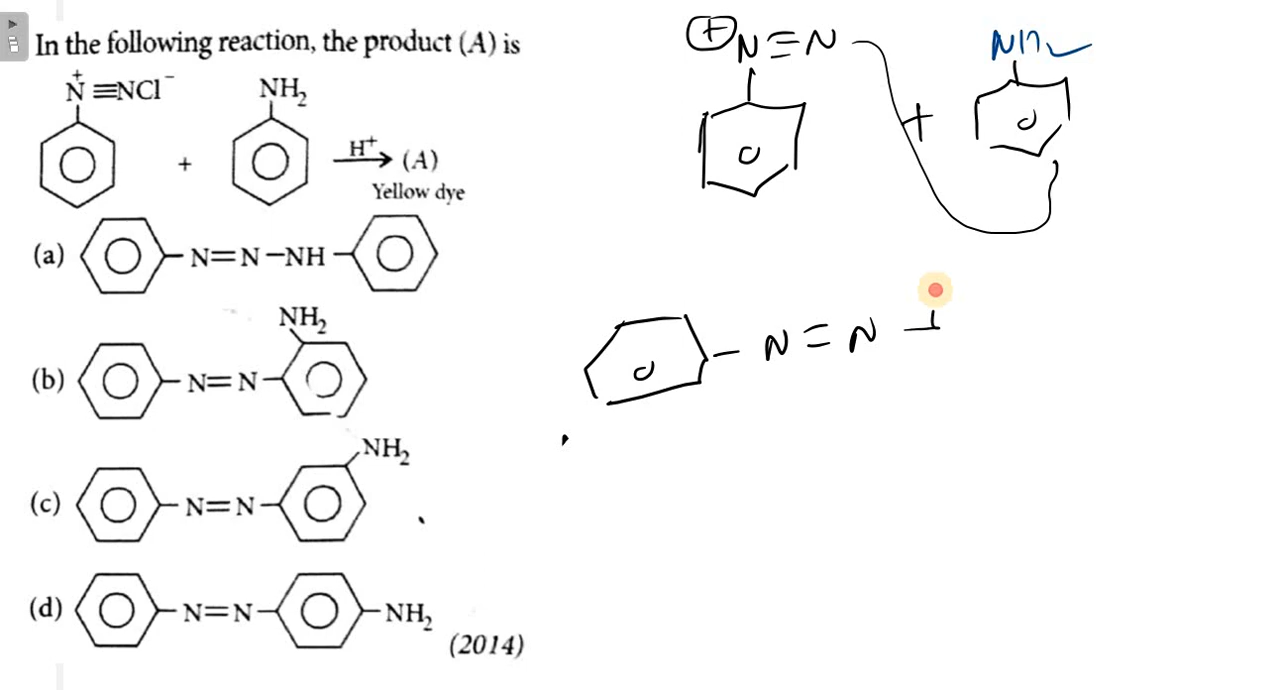 In the following reaction, the product (A) is
N⁺≡NCl⁻
NH₂
+
H⁺
(A)
Yellow dye
(a) N=N-NH
NH₂
(b) N=N
NH₂
(c) N=N
(d) N=N NH₂
(2014)
⊕N≡N
NH₂
+
N=N